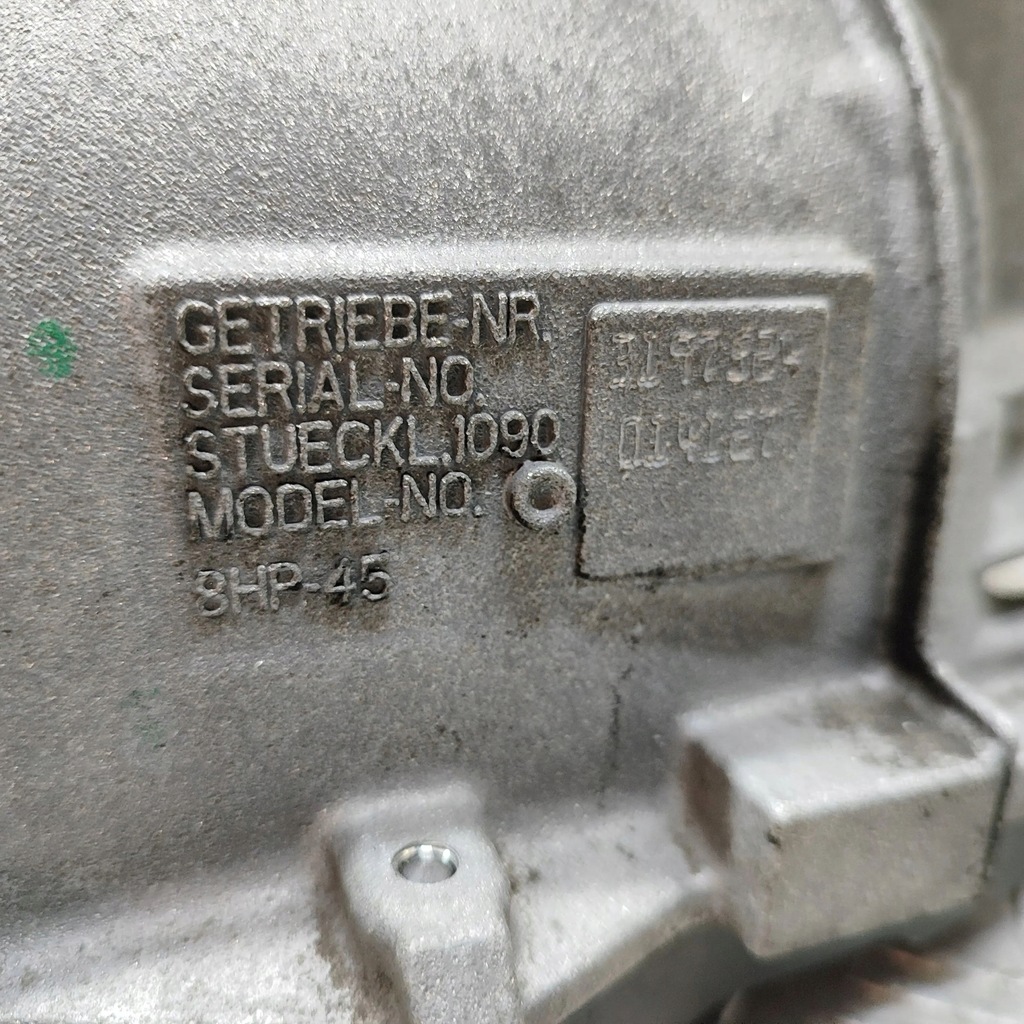 GETRIEBE-NR.
SERIAL-NO.
STUECKL.1090
MODEL-NO.
8HP-45